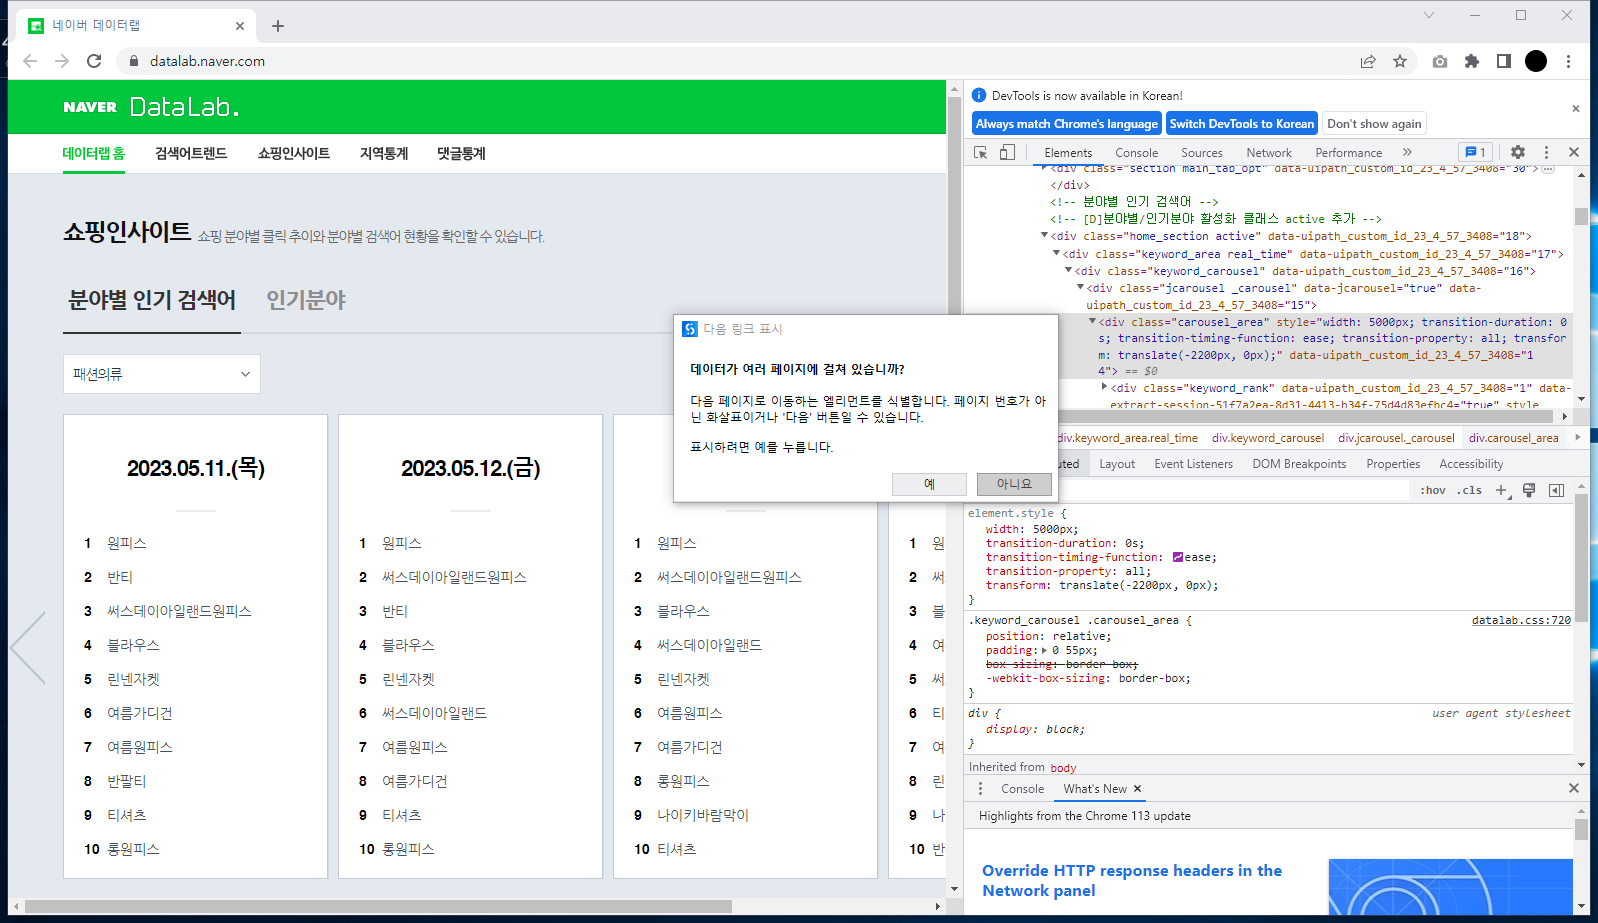 네이버 데이터랩
datalab.naver.com
NAVER DataLab.
데이터랩 홈 검색어트렌드 쇼핑인사이트 지역통계 댓글통계
쇼핑인사이트 쇼핑 분야별 클릭 추이와 분야별 검색어 현황을 확인할 수 있습니다.
분야별 인기 검색어 인기분야
패션의류
2023.05.11.(목)
1 원피스
2 반티
3 써스데이아일랜드원피스
4 블라우스
5 린넨자켓
6 여름가디건
7 여름원피스
8 반팔티
9 티셔츠
10 롱원피스
2023.05.12.(금)
1 원피스
2 써스데이아일랜드원피스
3 반티
4 블라우스
5 린넨자켓
6 써스데이아일랜드
7 여름원피스
8 여름가디건
9 티셔츠
10 롱원피스
1 원피스
2 써스데이아일랜드원피스
3 블라우스
4 써스데이아일랜드
5 린넨자켓
6 여름원피스
7 여름가디건
8 롱원피스
9 나이키바람막이
10 티셔츠
1 원
2 써
3 블
4 여
5 써
6 티
7 여
8 린
9 나
10 반
다음 링크 표시
데이터가 여러 페이지에 걸쳐 있습니까?
다음 페이지로 이동하는 엘리먼트를 식별합니다. 페이지 번호가 아
닌 화살표이거나 '다음' 버튼일 수 있습니다.
표시하려면 예를 누릅니다.
예 아니요
DevTools is now available in Korean!
Always match Chrome's language Switch DevTools to Korean Don't show again
Elements Console Sources Network Performance » 1
<div class="section main_tab_opt" data-uipath_custom_id_23_4_57_3408="30">
</div>
<!-- 분야별 인기 검색어 -->
<!-- [D]분야별/인기분야 활성화 클래스 active 추가 -->
<div class="home_section active" data-uipath_custom_id_23_4_57_3408="18">
<div class="keyword_area real_time" data-uipath_custom_id_23_4_57_3408="17">
<div class="keyword_carousel" data-uipath_custom_id_23_4_57_3408="16">
<div class="jcarousel _carousel" data-jcarousel="true" data-
uipath_custom_id_23_4_57_3408="15">
<div class="carousel_area" style="width: 5000px; transition-duration: 0
s; transition-timing-function: ease; transition-property: all; transfor
m: translate(-2200px, 0px);" data-uipath_custom_id_23_4_57_3408="1
4"> == $0
<div class="keyword_rank" data-uipath_custom_id_23_4_57_3408="1" data-
extract-session-51f7a2ea-8d31-4413-b34f-75d4d83efbc4="true" style
div.keyword_area.real_time div.keyword_carousel div.jcarousel._carousel div.carousel_area
uted Layout Event Listeners DOM Breakpoints Properties Accessibility
:hov .cls +
element.style {
width: 5000px;
transition-duration: 0s;
transition-timing-function: ease;
transition-property: all;
transform: translate(-2200px, 0px);
}
.keyword_carousel .carousel_area { datalab.css:720
position: relative;
padding: 0 55px;
box-sizing: border-box;
-webkit-box-sizing: border-box;
}
div { user agent stylesheet
display: block;
}
Inherited from body
Console What's New
Highlights from the Chrome 113 update
Override HTTP response headers in the
Network panel